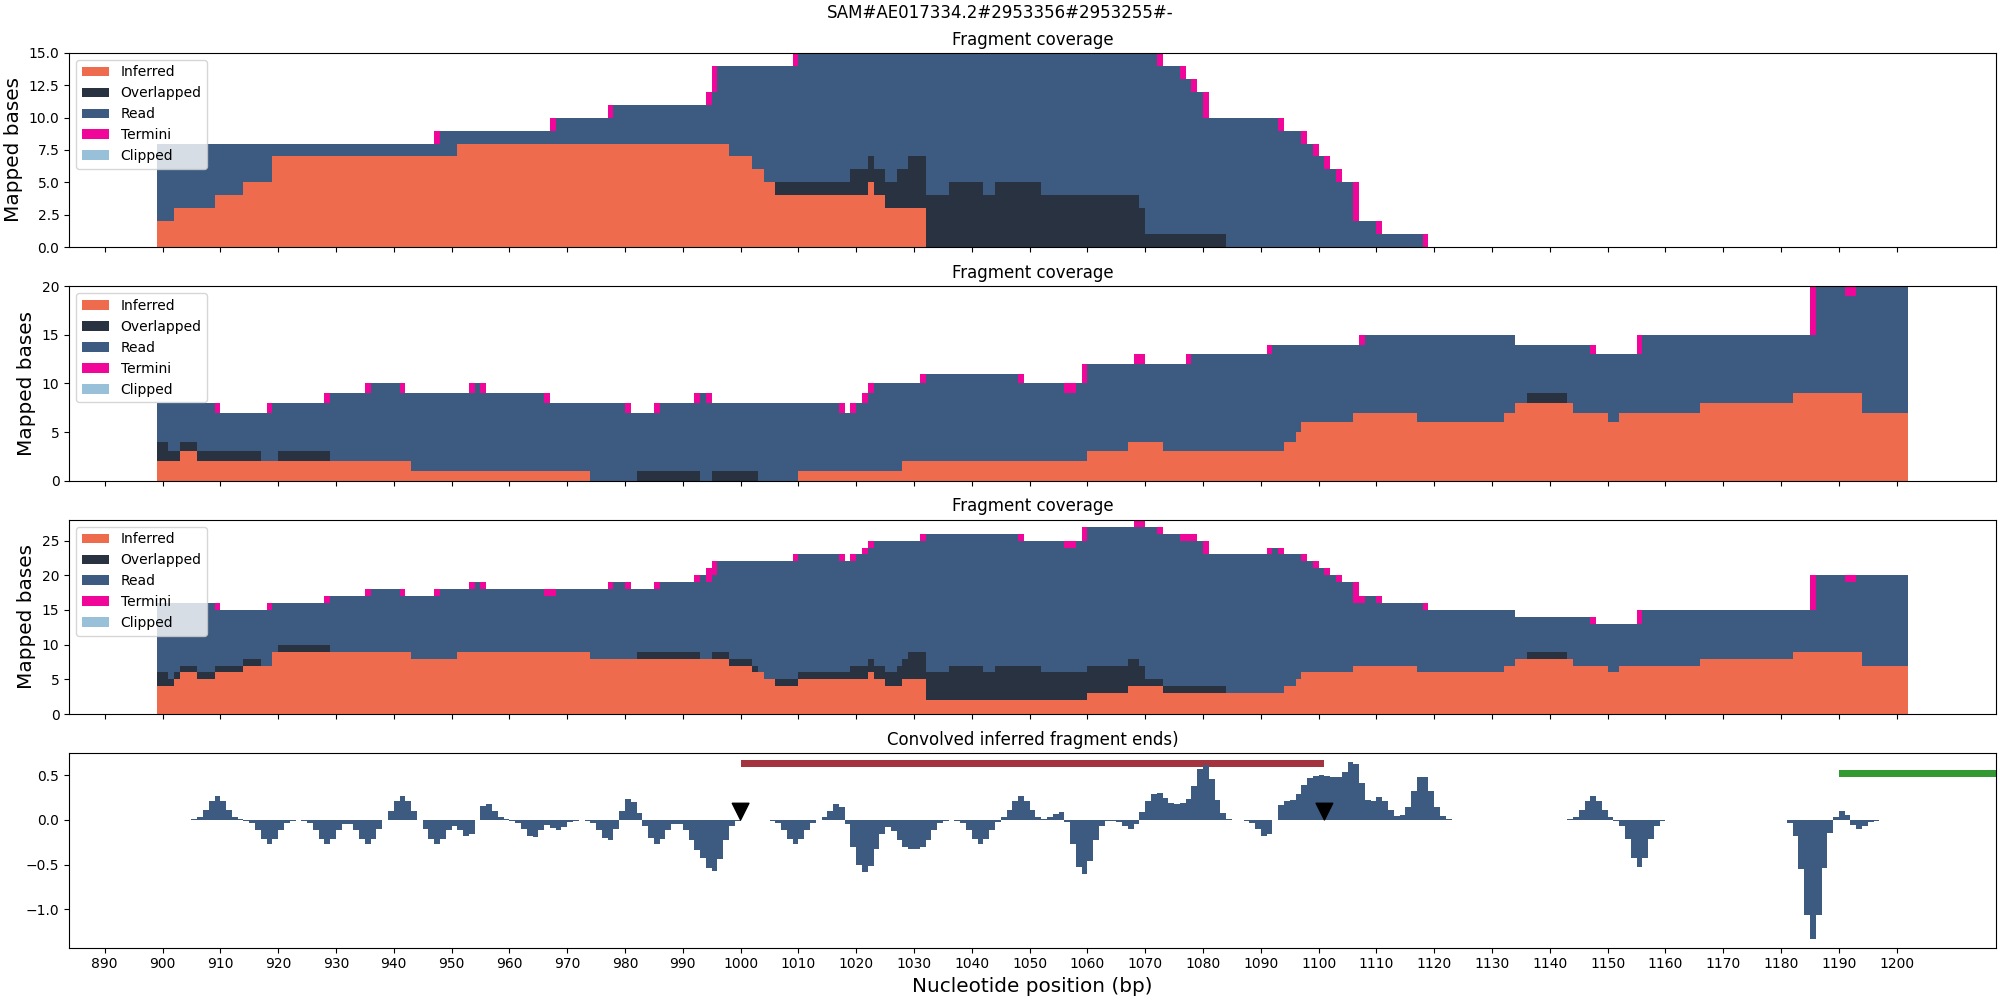 SAM#AE017334.2#2953356#2953255#-
Fragment coverage
Mapped bases
15.0
12.5
10.0
7.5
5.0
2.5
0.0
Inferred
Overlapped
Read
Termini
Clipped
Fragment coverage
Mapped bases
20
15
10
5
0
Inferred
Overlapped
Read
Termini
Clipped
Fragment coverage
Mapped bases
25
20
15
10
5
0
Inferred
Overlapped
Read
Termini
Clipped
Convolved inferred fragment ends)
0.5
0.0
−0.5
−1.0
890 900 910 920 930 940 950 960 970 980 990 1000 1010 1020 1030 1040 1050 1060 1070 1080 1090 1100 1110 1120 1130 1140 1150 1160 1170 1180 1190 1200
Nucleotide position (bp)